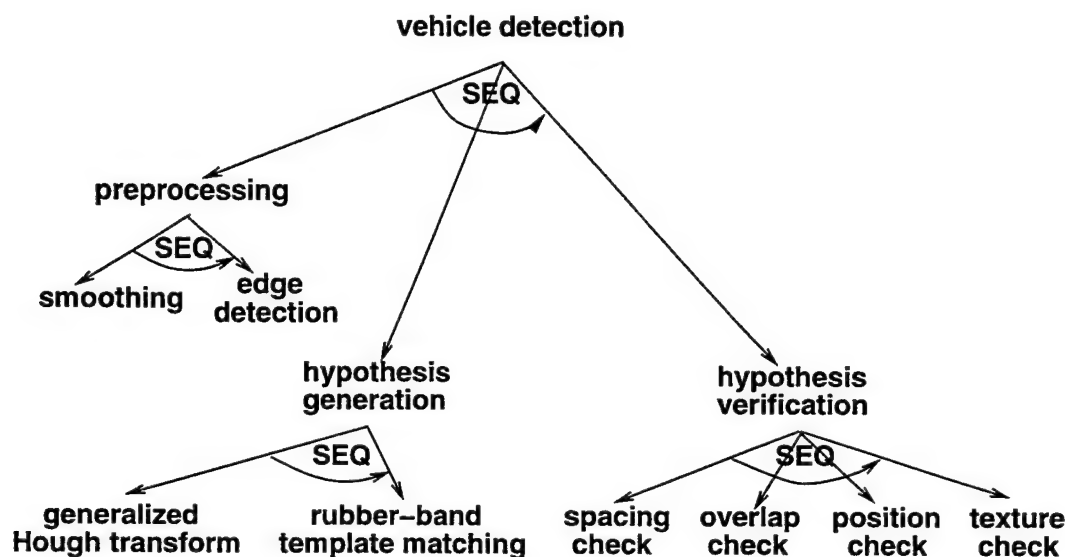 vehicle detection
SEQ
preprocessing
SEQ
smoothing
edge
detection
hypothesis
generation
hypothesis
verification
SEQ
SEQ
generalized
Hough transform
rubber-band
template matching
spacing
check
overlap
check
position
check
texture
check